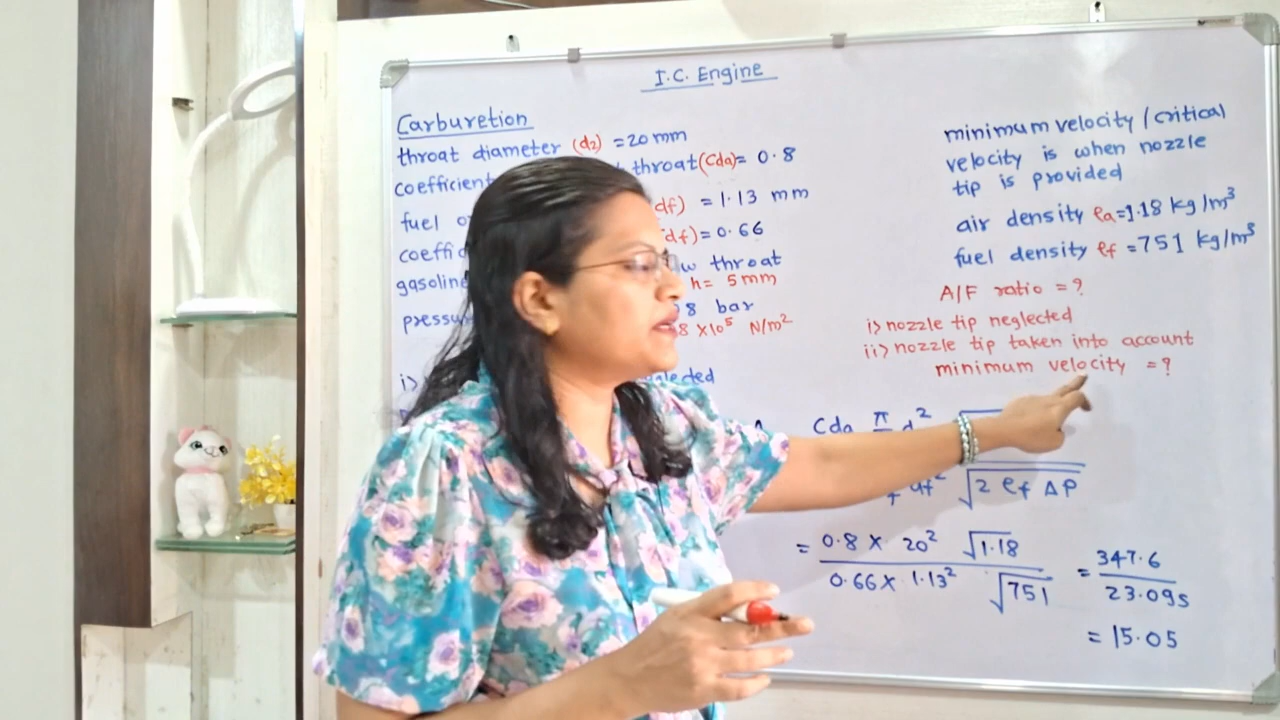 I.C. Engine
Carburetion
throat diameter (d2) = 20 mm
coefficient throat (Cda) = 0.8
fuel df) = 1.13 mm
coeffic df) = 0.66
gasoline w throat
h = 5 mm
pressu 8 bar
8 x 10⁵ N/m²
i> glected
minimum velocity / critical
velocity is when nozzle
tip is provided
air density ρa = 1.18 kg/m³
fuel density ρf = 751 kg/m³
A/F ratio = ?
i> nozzle tip neglected
ii> nozzle tip taken into account
minimum velocity = ?
Cda π d²
f df² √2 ρf ΔP
= 0.8 x 20² √1.18 / 0.66 x 1.13² √751 = 347.6 / 23.095
= 15.05